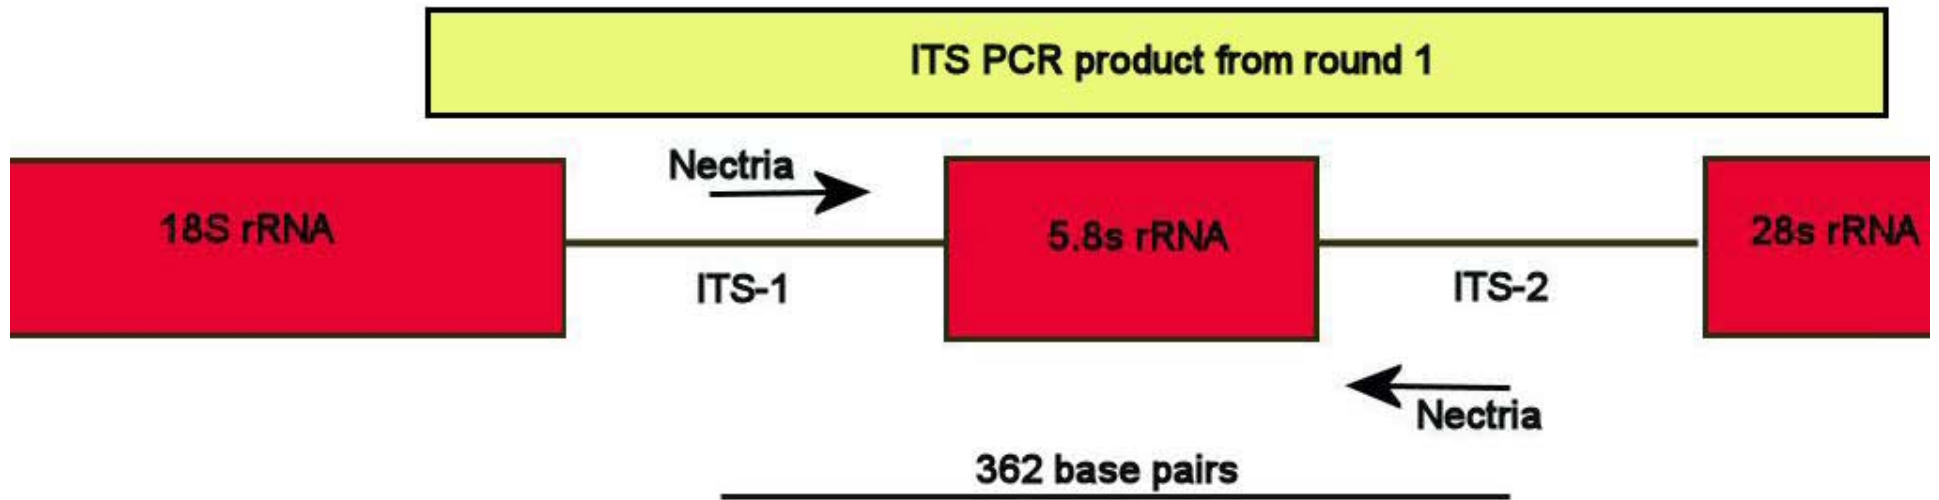 ITS PCR product from round 1
Nectria
18S rRNA
5.8s rRNA
28s rRNA
ITS-1
ITS-2
Nectria
362 base pairs